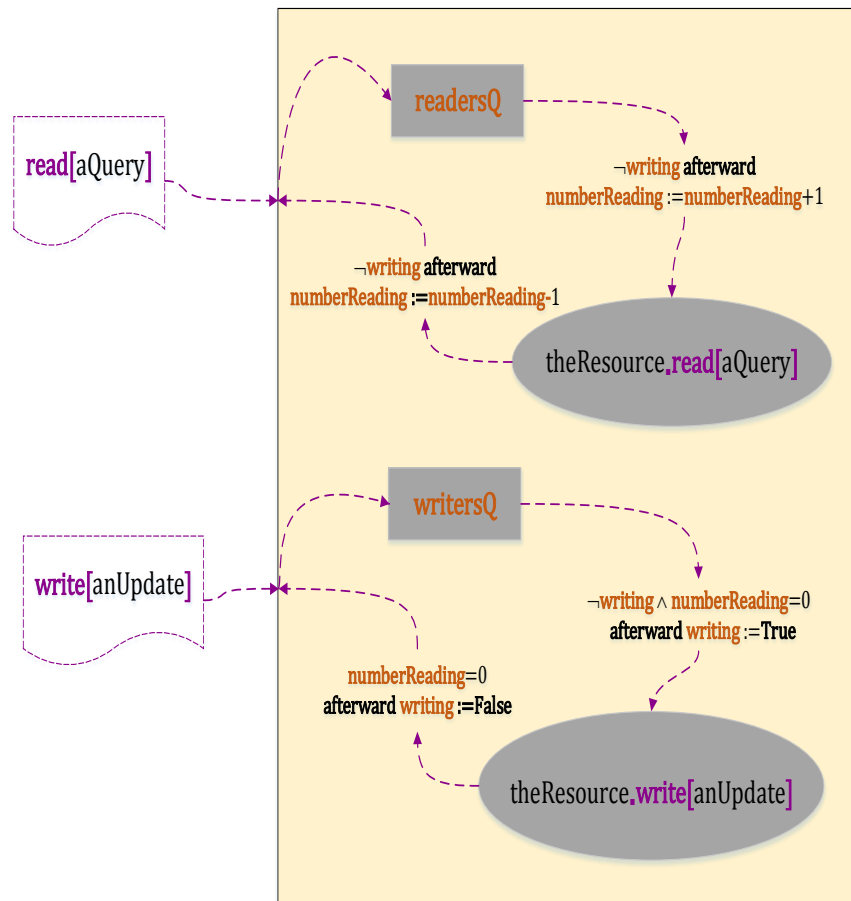 readersQ
read[aQuery]
¬writing afterward
numberReading :=numberReading+1
¬writing afterward
numberReading :=numberReading-1
theResource.read[aQuery]
writersQ
write[anUpdate]
¬writing ∧ numberReading=0
afterward writing :=True
numberReading=0
afterward writing :=False
theResource.write[anUpdate]